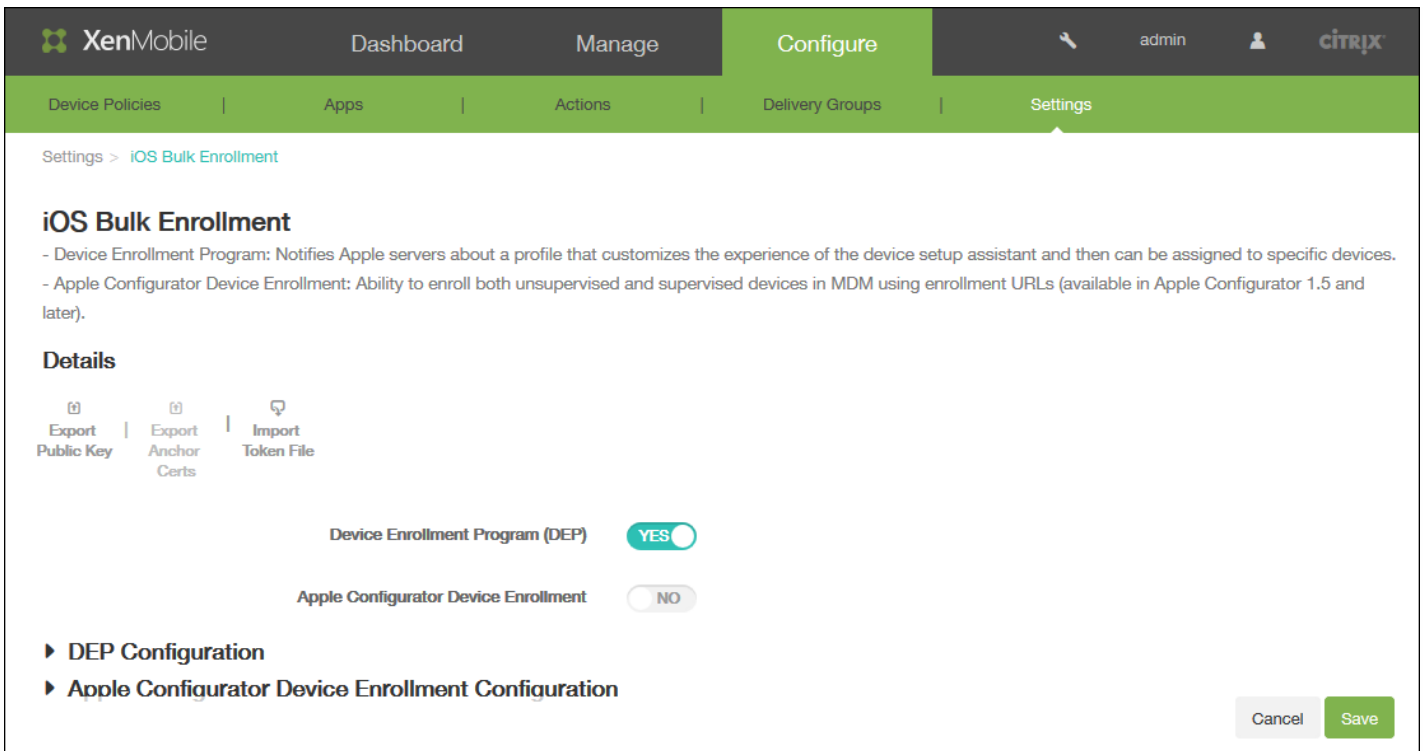 XenMobile Dashboard Manage Configure admin CITRIX
Device Policies | Apps | Actions | Delivery Groups | Settings
Settings > iOS Bulk Enrollment
iOS Bulk Enrollment
- Device Enrollment Program: Notifies Apple servers about a profile that customizes the experience of the device setup assistant and then can be assigned to specific devices.
- Apple Configurator Device Enrollment: Ability to enroll both unsupervised and supervised devices in MDM using enrollment URLs (available in Apple Configurator 1.5 and
later).
Details
Export | Export | Import
Public Key Anchor Token File
Certs
Device Enrollment Program (DEP) YES
Apple Configurator Device Enrollment NO
DEP Configuration
Apple Configurator Device Enrollment Configuration
Cancel Save